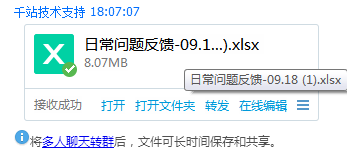 千站技术支持 18:07:07
日常问题反馈-09.1...).xlsx
8.07MB
日常问题反馈-09.18 (1).xlsx
接收成功 打开 打开文件夹 转发 在线编辑
将多人聊天转群后，文件可长时间保存和共享。